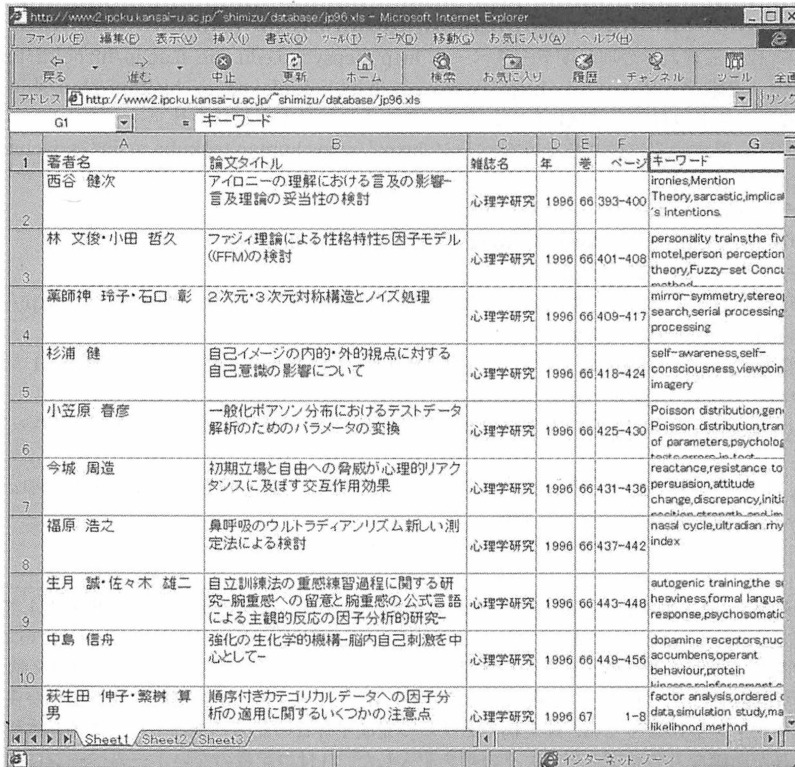 http://www2.ipcku.kansai-u.ac.jp/~shimizu/database/jp96.xls - Microsoft Internet Explorer
ファイル(F) 編集(E) 表示(V) 挿入(I) 書式(O) ツール(T) データ(D) 移動(G) お気に入り(A) ヘルプ(H)
戻る 進む 中止 更新 ホーム 検索 お気に入り 履歴 チャンネル ツール 全画
アドレス http://www2.ipcku.kansai-u.ac.jp/~shimizu/database/jp96.xls リンク
G1 = キーワード
A B C D E F G
1 著者名 論文タイトル 雑誌名 年 巻 ページ キーワード
西谷 健次 アイロニーの理解における言及の影響- ironies,Mention
言及理論の妥当性の検討 Theory,sarcastic,implicat
2 心理学研究 1996 66 393-400 's intentions.
林 文俊・小田 哲久 ファジィ理論による性格特性5因子モデル personality trains,the fiv
((FFM)の検討 motel,person perception
3 心理学研究 1996 66 401-408 theory,Fuzzy-set Concu
method
薬師神 玲子・石口 彰 2次元・3次元対称構造とノイズ処理 mirror-symmetry,stereop
search,serial processing
4 心理学研究 1996 66 409-417 processing
杉浦 健 自己イメージの内的・外的視点に対する self-awareness,self-
自己意識の影響について consciousness,viewpoin
5 心理学研究 1996 66 418-424 imagery
小笠原 春彦 一般化ポアソン分布におけるテストデータ Poisson distribution,gen
解析のためのパラメータの変換 Poisson distribution,tran
6 心理学研究 1996 66 425-430 of parameters,psycholog
今城 周造 初期立場と自由への脅威が心理的リアク reactance,resistance to
タンスに及ぼす交互作用効果 persuasion,attitude
7 心理学研究 1996 66 431-436 change,discrepancy,initia
福原 浩之 鼻呼吸のウルトラディアンリズム新しい測 nasal cycle,ultradian rhy
定法による検討 index
8 心理学研究 1996 66 437-442
生月 誠・佐々木 雄二 自立訓練法の重感練習過程に関する研 autogenic training,the se
究-腕重感への留意と腕重感の公式言語 heaviness,formal langua
9 による主観的反応の因子分析的研究- 心理学研究 1996 66 443-448 response,psychosomatic
中島 信舟 強化の生化学的機構-脳内自己刺激を中 dopamine receptors,nuc
心として- accumbens,operant
10 心理学研究 1996 66 449-456 behaviour,protein
萩生田 伸子・繁桝 算 順序付きカテゴリカルデータへの因子分 factor analysis,ordered c
男 析の適用に関するいくつかの注意点 data,simulation study,ma
心理学研究 1996 67 1-8 likelihood method
Sheet1 Sheet2 Sheet3
インターネット ゾーン